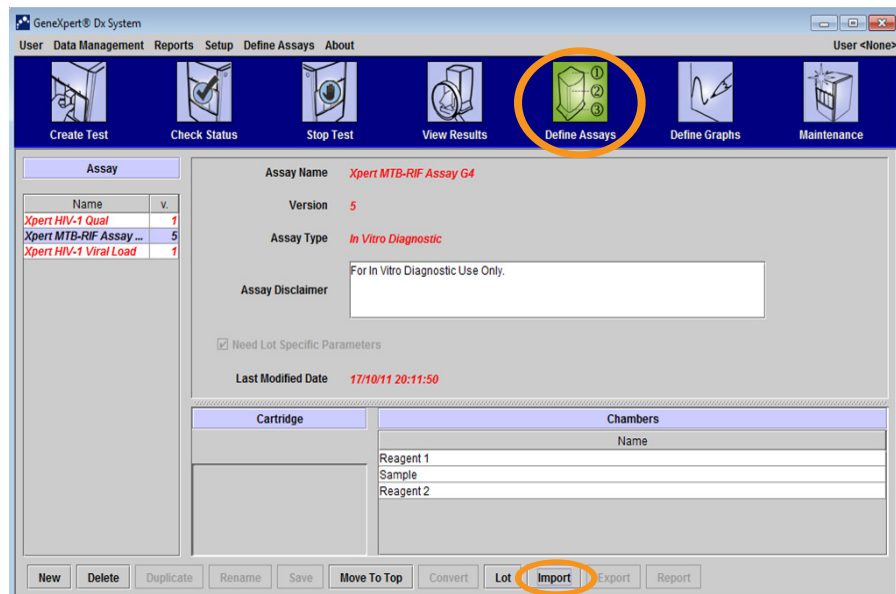 GeneXpert® Dx System
User Data Management Reports Setup Define Assays About User <None>
Create Test Check Status Stop Test View Results Define Assays Define Graphs Maintenance
1
2
3
Assay
Name v.
Xpert HIV-1 Qual 1
Xpert MTB-RIF Assay ... 5
Xpert HIV-1 Viral Load 1
Assay Name Xpert MTB-RIF Assay G4
Version 5
Assay Type In Vitro Diagnostic
Assay Disclaimer For In Vitro Diagnostic Use Only.
Need Lot Specific Parameters
Last Modified Date 17/10/11 20:11:50
Cartridge Chambers
Name
Reagent 1
Sample
Reagent 2
New Delete Duplicate Rename Save Move To Top Convert Lot Import Export Report